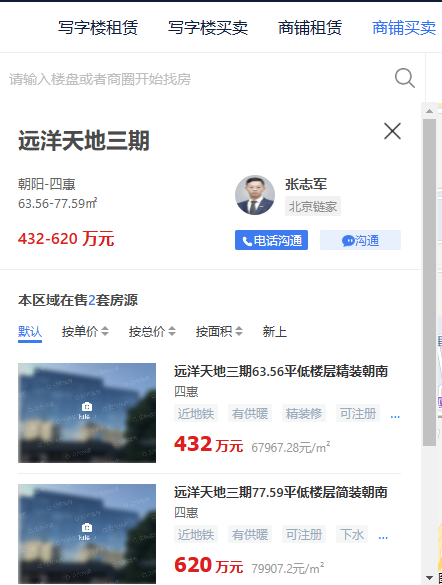 写字楼租赁 写字楼买卖 商铺租赁 商铺买卖
请输入楼盘或者商圈开始找房
远洋天地三期
朝阳-四惠
63.56-77.59㎡
432-620 万元
张志军
北京链家
电话沟通 沟通
本区域在售2套房源
默认 按单价 按总价 按面积 新上
远洋天地三期63.56平低楼层精装朝南
四惠
近地铁 有供暖 精装修 可注册 ...
432 万元 67967.28元/m²
远洋天地三期77.59平低楼层简装朝南
四惠
近地铁 有供暖 可注册 下水 ...
620 万元 79907.2元/m²